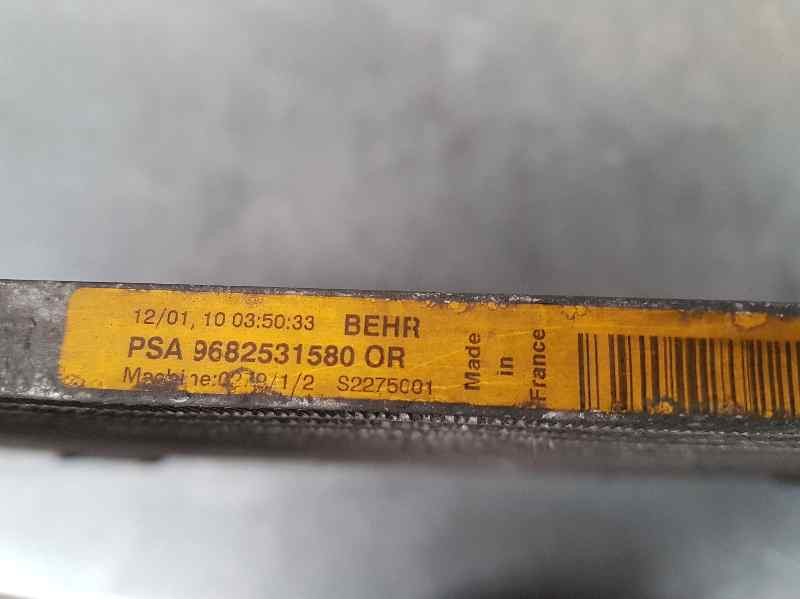 12/01, 10 03:50:33 BEHR
PSA 9682531580 OR
S2275001
Made
in
France